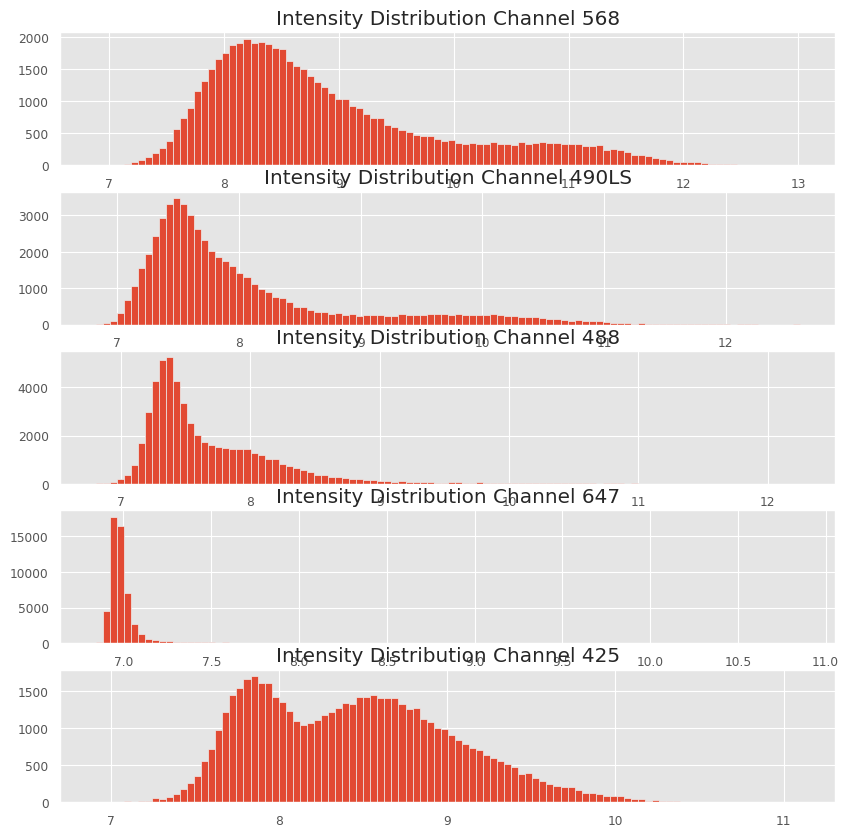 Intensity Distribution Channel 568
2000
1500
1000
500
0
7 8 9 10 11 12 13
Intensity Distribution Channel 490LS
3000
2000
1000
0
7 8 9 10 11 12
Intensity Distribution Channel 488
4000
2000
0
7 8 9 10 11 12
Intensity Distribution Channel 647
15000
10000
5000
0
7.0 7.5 8.0 8.5 9.0 9.5 10.0 10.5 11.0
Intensity Distribution Channel 425
1500
1000
500
0
7 8 9 10 11